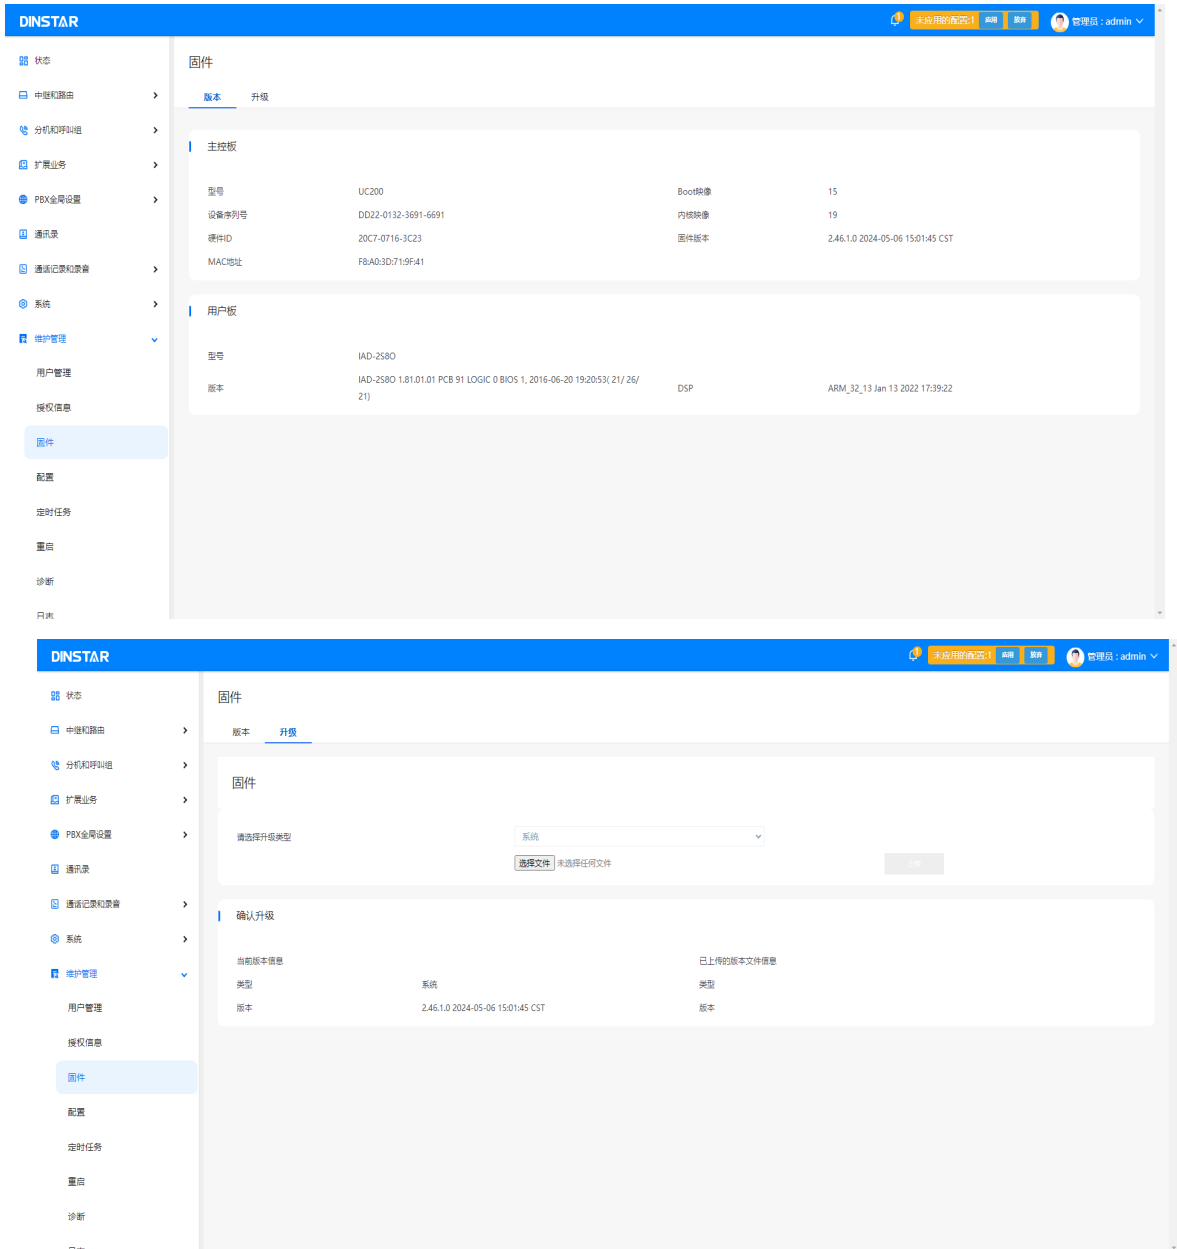 DINSTAR
1
未应用的配置:1 应用 放弃
管理员 : admin
状态
中继和路由
分机和呼叫组
扩展业务
PBX全局设置
通讯录
通话记录和录音
系统
维护管理
用户管理
授权信息
固件
配置
定时任务
重启
诊断
日志
固件
版本 升级
主控板
型号 UC200 Boot映像 15
设备序列号 DD22-0132-3691-6691 内核映像 19
硬件ID 20C7-0716-3C23 固件版本 2.46.1.0 2024-05-06 15:01:45 CST
MAC地址 F8:A0:3D:71:9F:41
用户板
型号 IAD-2S8O
版本 IAD-2S8O 1.81.01.01 PCB 91 LOGIC 0 BIOS 1, 2016-06-20 19:20:53( 21/ 26/
21) DSP ARM_32_13 Jan 13 2022 17:39:22
DINSTAR
1
未应用的配置:1 应用 放弃
管理员 : admin
状态
中继和路由
分机和呼叫组
扩展业务
PBX全局设置
通讯录
通话记录和录音
系统
维护管理
用户管理
授权信息
固件
配置
定时任务
重启
诊断
固件
版本 升级
固件
请选择升级类型 系统
选择文件 未选择任何文件
确认升级
当前版本信息 已上传的版本文件信息
类型 系统 类型
版本 2.46.1.0 2024-05-06 15:01:45 CST 版本